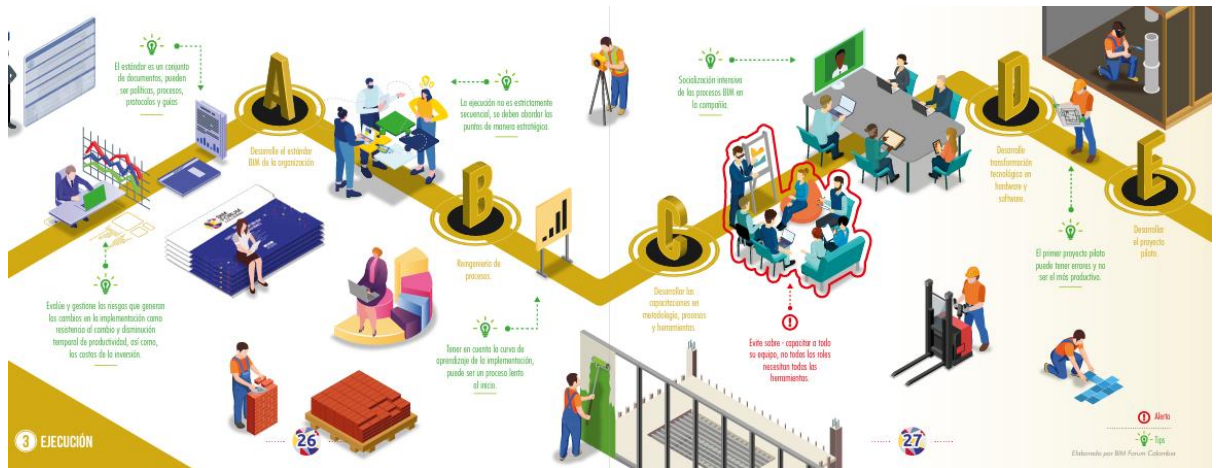 El estándar es un conjunto
de documentos, pueden
ser políticas, procesos,
protocolos y guías
A
Desarrolle el estándar
BIM de la organización
La ejecución no es estrictamente
secuencial, se deben abordar los
puntos de manera estratégica.
Evalúe y gestione los riesgos que generan
los cambios en la implementación como
resistencia al cambio y disminución
temporal de productividad, así como,
los costos de la inversión.
B
Reingeniería de
procesos.
Tener en cuenta la curva de
aprendizaje de la implementación,
puede ser un proceso lento
al inicio.
3 EJECUCIÓN
26
Socialización intensiva
de los procesos BIM en
la compañía.
C
Desarrollar las
capacitaciones en
metodología, procesos
y herramientas.
Evite sobre - capacitar a todo
su equipo, no todos los roles
necesitan todas las
herramientas.
D
Desarrolle
transformación
tecnológica en
hardware y
software.
El primer proyecto piloto
puede tener errores y no
ser el más productivo.
E
Desarrollar
el proyecto
piloto.
27
Alerta
Tips
Elaborado por BIM Forum Colombia